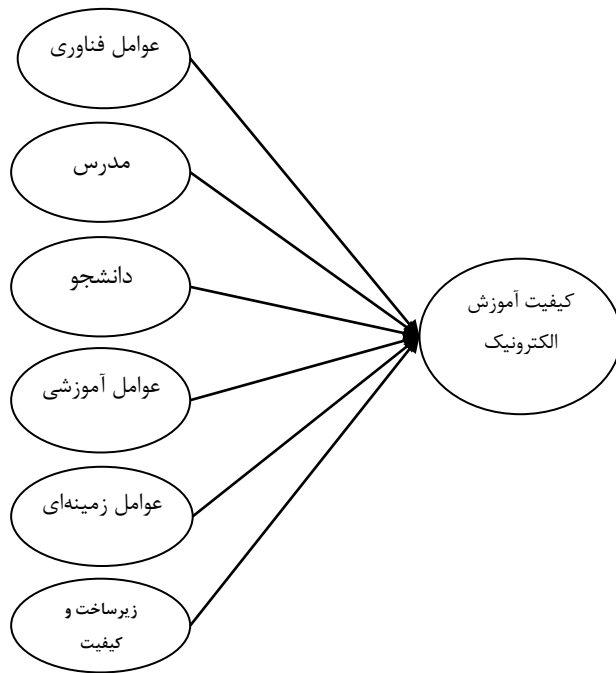 عوامل فناوری
مدرس
دانشجو
کیفیت آموزش
الکترونیک
عوامل آموزشی
عوامل زمینه‌ای
زیرساخت و
کیفیت